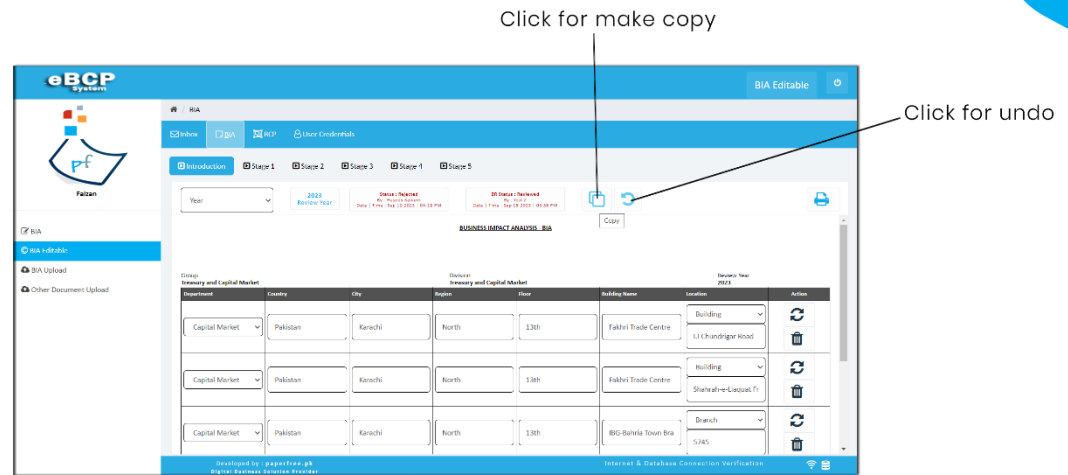 Click for make copy
Click for undo
eBCP
System
BIA Editable
BIA
Inbox BIA BCP User Credentials
Introduction Stage 1 Stage 2 Stage 3 Stage 4 Stage 5
pf
Faizan
BIA
BIA Editable
BIA Upload
Other Document Upload
Year
2023
Review Year
Status : Rejected
IR Status : Reviewed
Copy
BUSINESS IMPACT ANALYSIS - BIA
Group Division Review Year
Treasury and Capital Market Treasury and Capital Market 2023
Department Country City Region Floor Building Name Location Action
Capital Market Pakistan Karachi North 13th Fakhri Trade Centre Building
I.I Chundrigar Road
Capital Market Pakistan Karachi North 13th Fakhri Trade Centre Building
Shahrah-e-Liaquat Fr
Capital Market Pakistan Karachi North 13th IBG-Bahria Town Bra Branch
5745
Developed by : paperfree.pk
Digital Business Solution Provider
Internet & Database Connection Verification